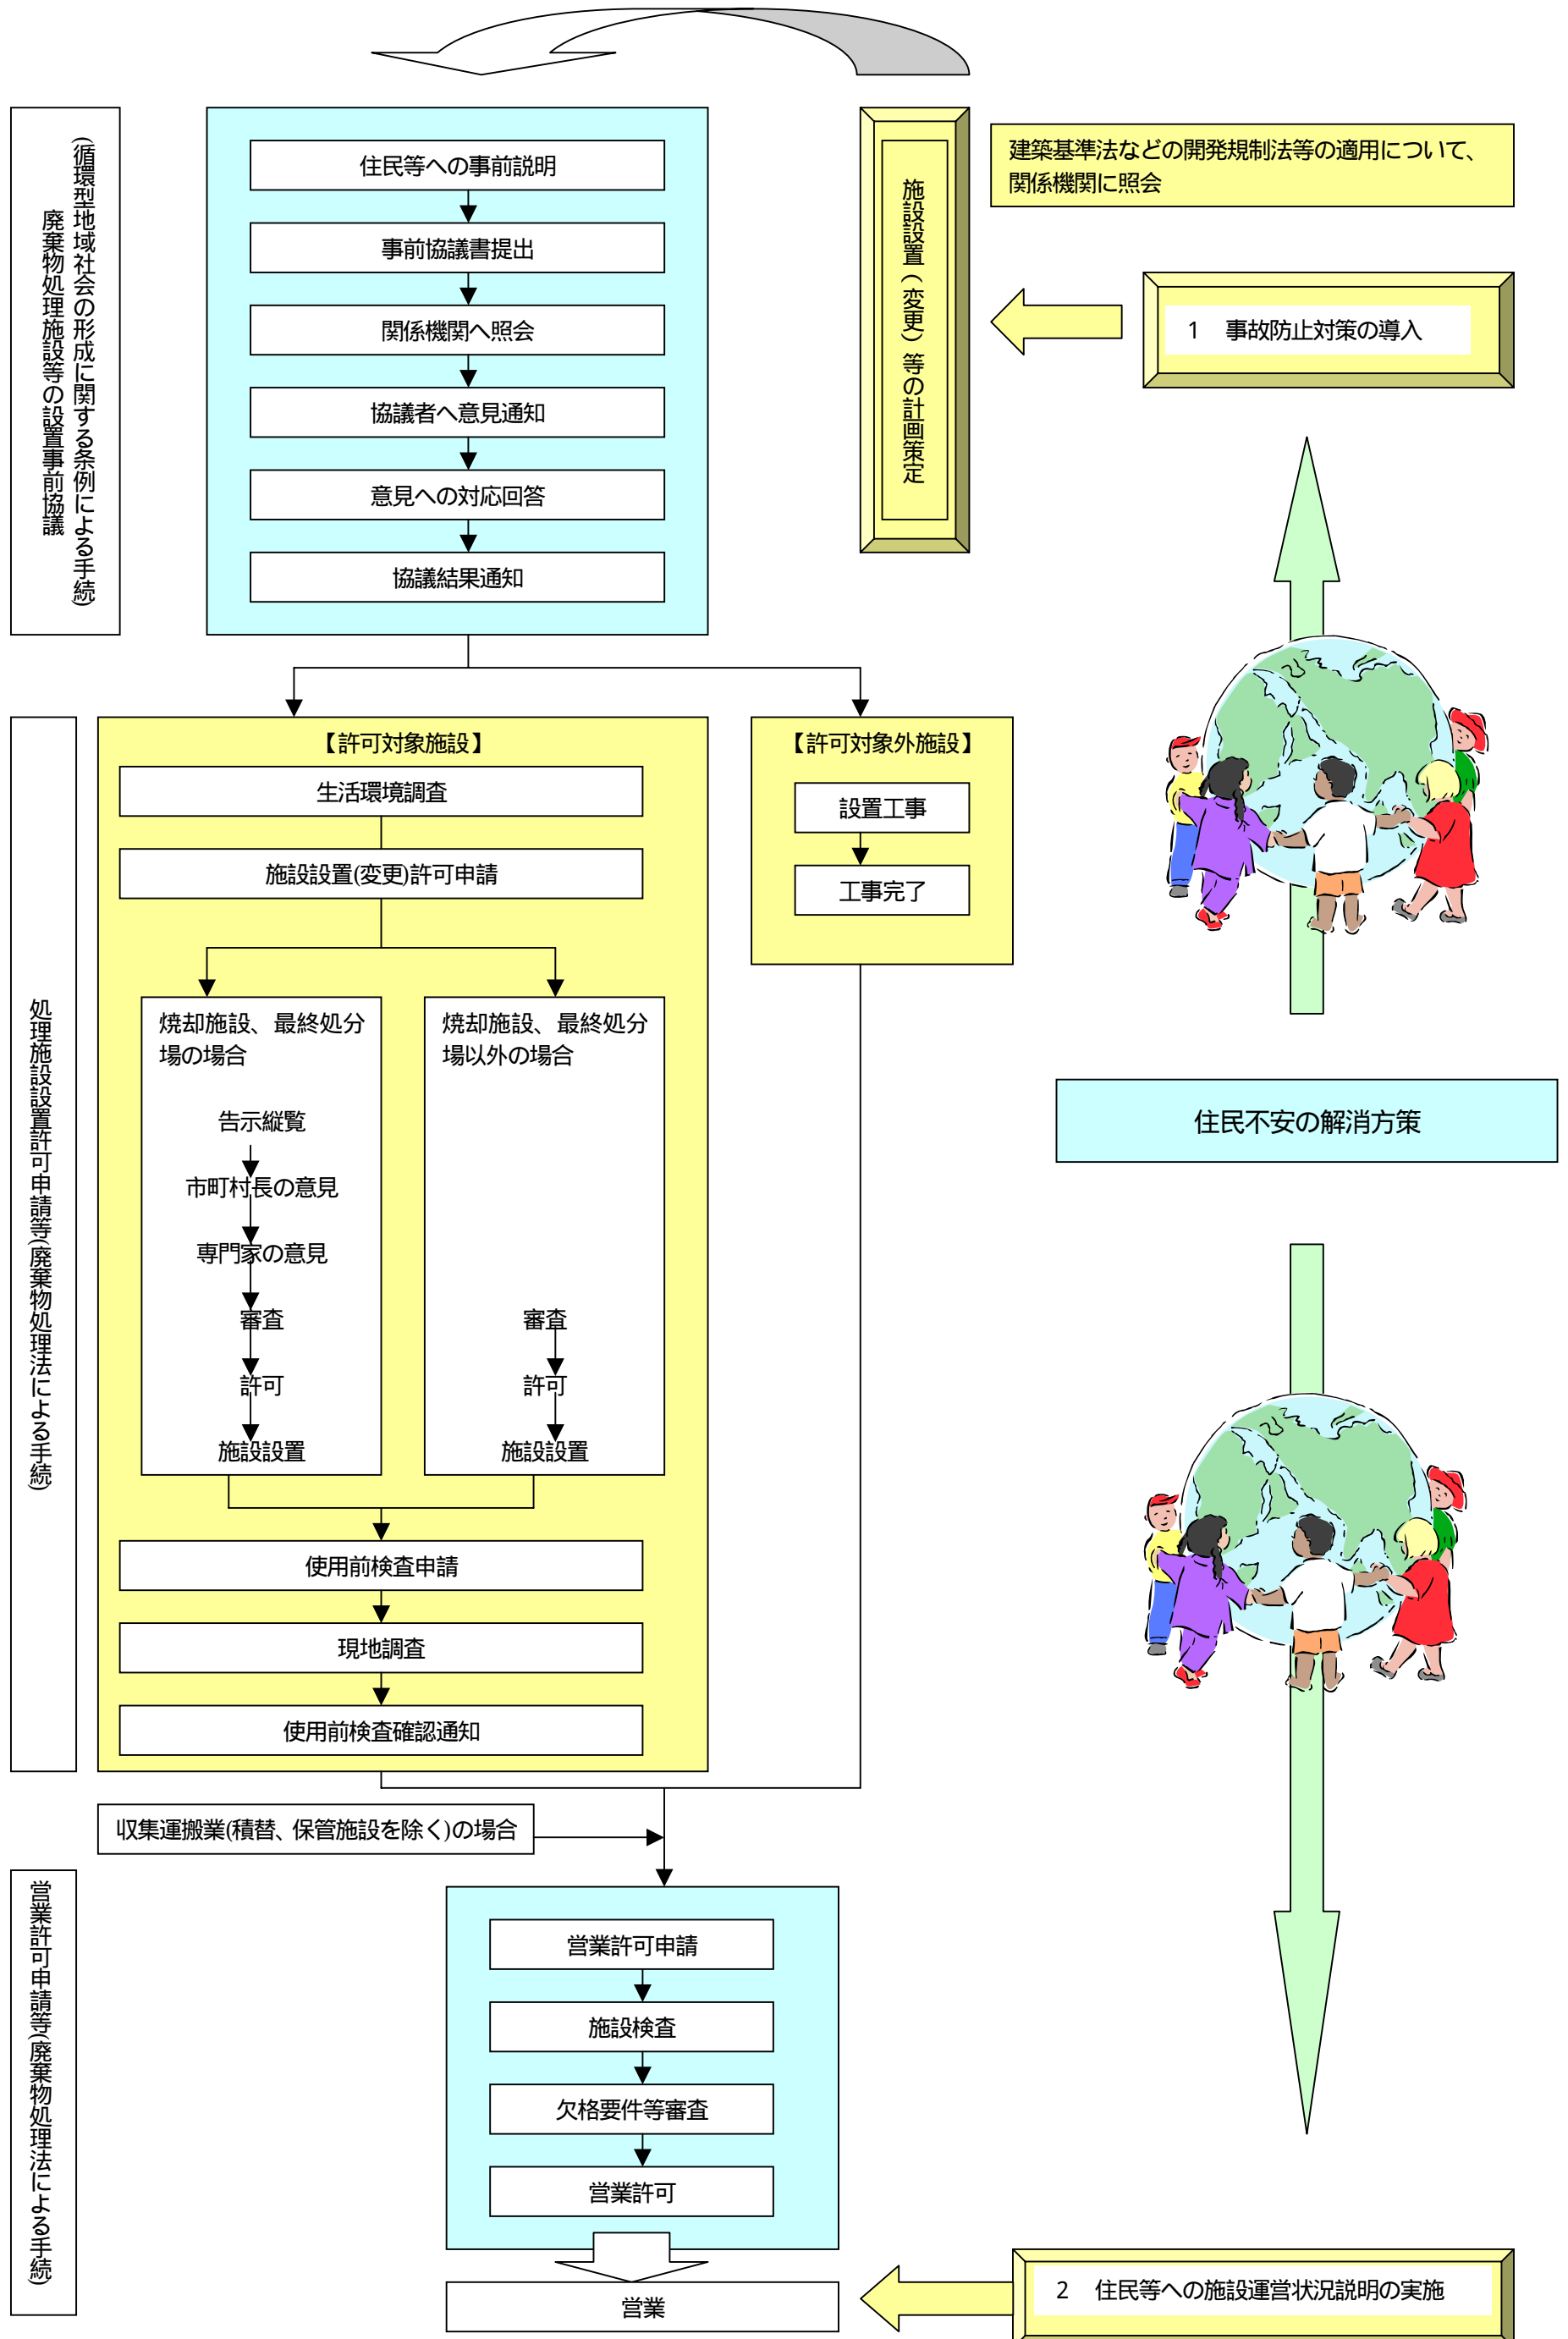 (循環型地域社会の形成に関する条例による手続)
廃棄物処理施設等の設置事前協議
住民等への事前説明
事前協議書提出
関係機関へ照会
協議者へ意見通知
意見への対応回答
協議結果通知
施設設置(変更)等の計画策定
建築基準法などの開発規制法等の適用について、
関係機関に照会
1 事故防止対策の導入
処理施設設置許可申請等(廃棄物処理法による手続)
【許可対象施設】
生活環境調査
施設設置(変更)許可申請
焼却施設、最終処分
場の場合
告示縦覧
市町村長の意見
専門家の意見
審査
許可
施設設置
焼却施設、最終処分
場以外の場合
審査
許可
施設設置
使用前検査申請
現地調査
使用前検査確認通知
【許可対象外施設】
設置工事
工事完了
住民不安の解消方策
収集運搬業(積替、保管施設を除く)の場合
営業許可申請等(廃棄物処理法による手続)
営業許可申請
施設検査
欠格要件等審査
営業許可
営業
2 住民等への施設運営状況説明の実施